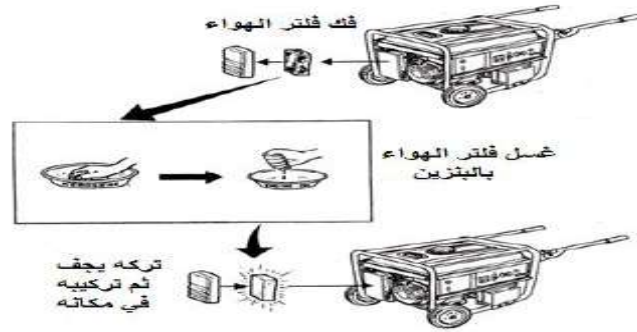 فك فلتر الهواء
غسل فلتر الهواء
بالبنزين
تركه يجف
ثم تركيبه
في مكانه